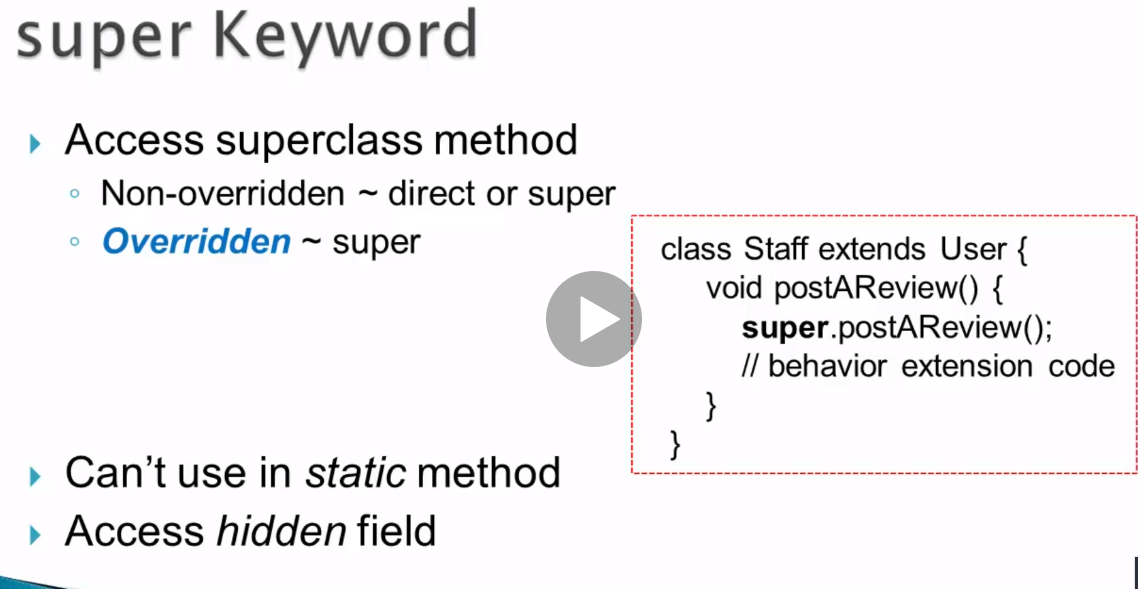 super Keyword
Access superclass method
Non-overridden ~ direct or super
Overridden ~ super
class Staff extends User {
void postAReview() {
super.postAReview();
// behavior extension code
}
}
Can't use in static method
Access hidden field